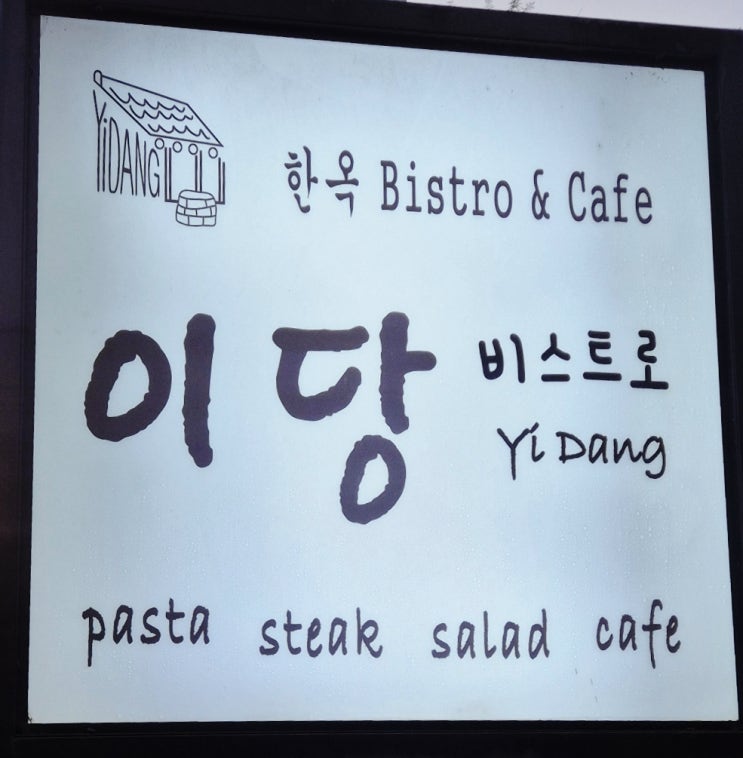 YiDANG
한옥 Bistro & Cafe
이당 비스트로
Yi Dang
pasta steak salad cafe